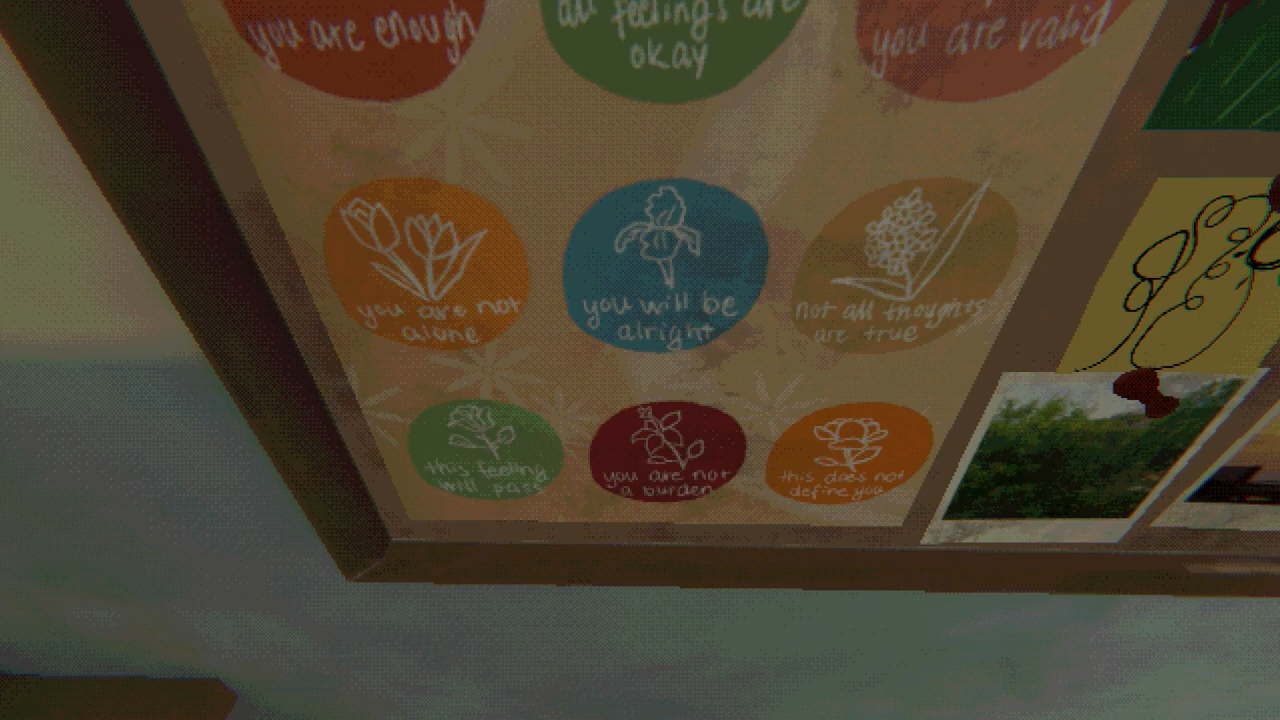 you are enough
all feelings are
okay
you are valid
you are not
alone
you will be
alright
not all thoughts
are true
this feeling
will pass
you are not
a burden
this does not
define you